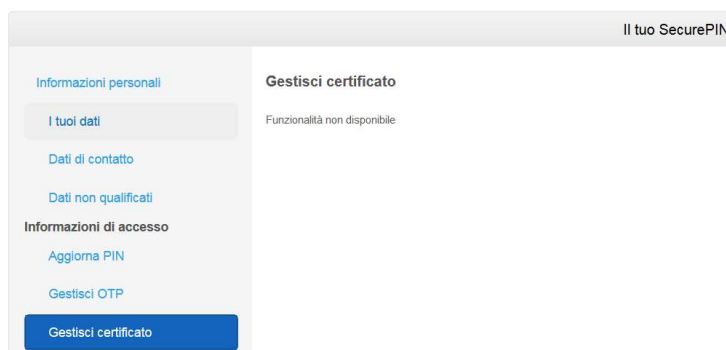 Il tuo SecurePIN
Informazioni personali
I tuoi dati
Dati di contatto
Dati non qualificati
Informazioni di accesso
Aggiorna PIN
Gestisci OTP
Gestisci certificato
Gestisci certificato
Funzionalità non disponibile